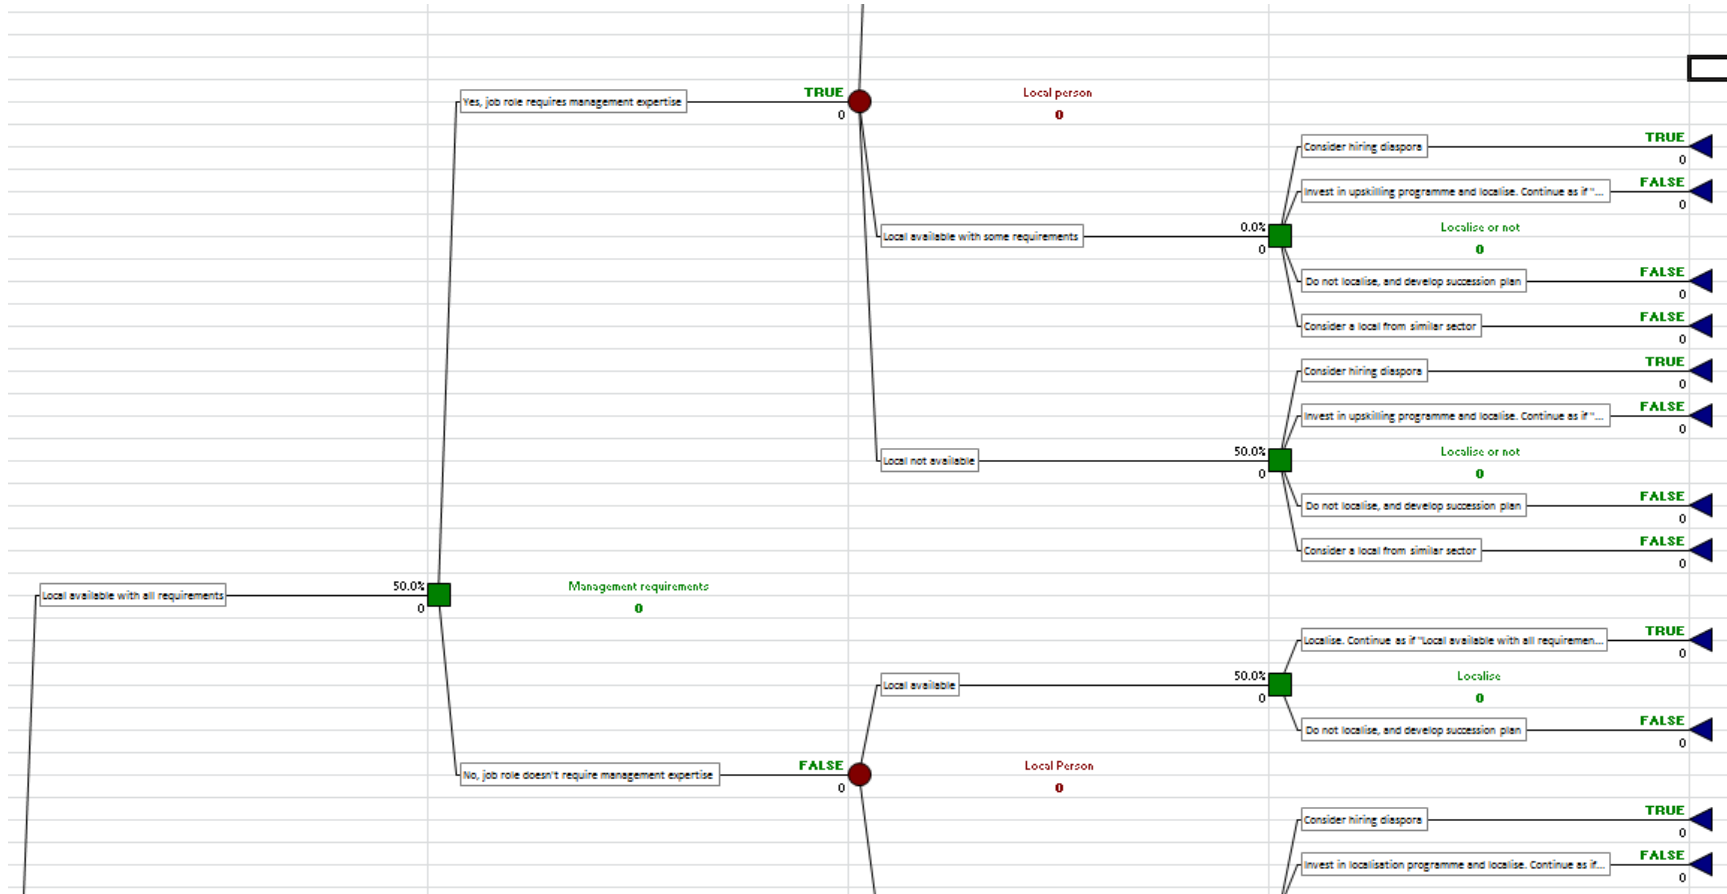 Yes, job role requires management expertise
TRUE
0
Local person
0
Consider hiring diaspora
TRUE
0
Invest in upskilling programme and localise. Continue as if "...
FALSE
0
Local available with some requirements
0.0%
0
Localise or not
0
Do not localise, and develop succession plan
FALSE
0
Consider a local from similar sector
FALSE
0
Consider hiring diaspora
TRUE
0
Invest in upskilling programme and localise. Continue as if "...
FALSE
0
Local not available
50.0%
0
Localise or not
0
Do not localise, and develop succession plan
FALSE
0
Consider a local from similar sector
FALSE
0
Local available with all requirements
50.0%
0
Management requirements
0
Localise. Continue as if "Local available with all requiremen...
TRUE
0
Local available
50.0%
0
Localise
0
Do not localise, and develop succession plan
FALSE
0
No, job role doesn't require management expertise
FALSE
0
Local Person
0
Consider hiring diaspora
TRUE
0
Invest in localisation programme and localise. Continue as if...
FALSE
0